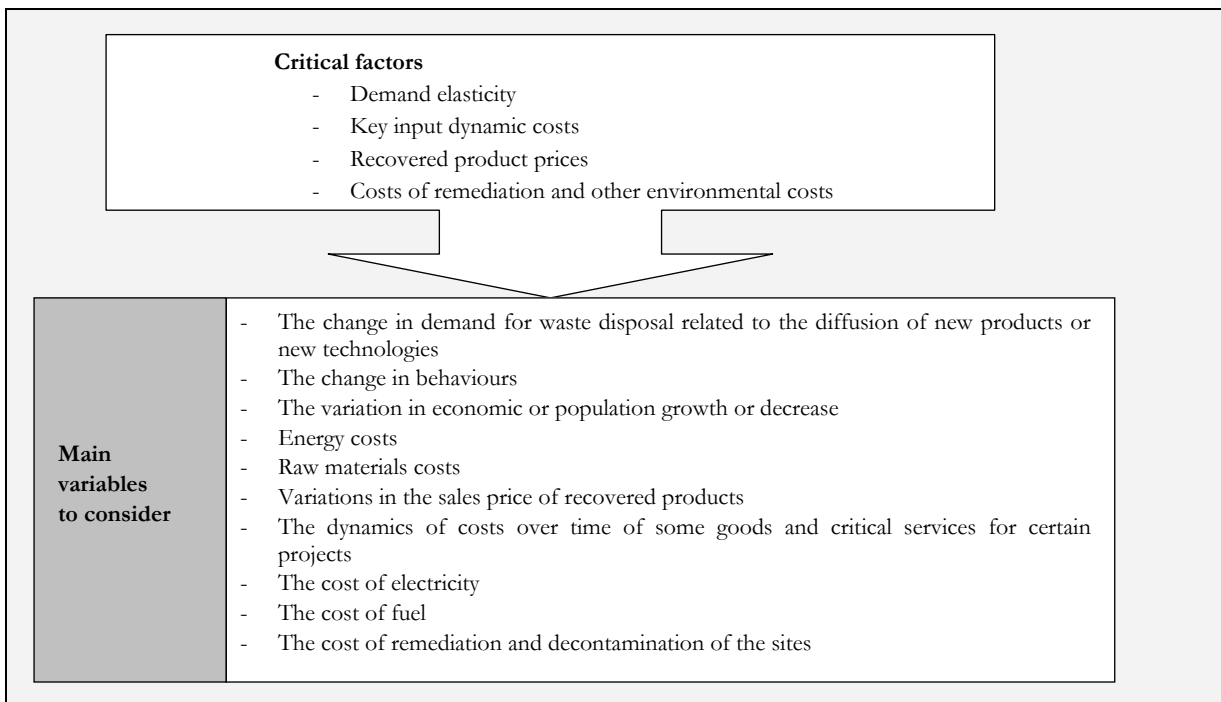 Critical factors
- Demand elasticity
- Key input dynamic costs
- Recovered product prices
- Costs of remediation and other environmental costs
Main
variables
to consider
- The change in demand for waste disposal related to the diffusion of new products or
new technologies
- The change in behaviours
- The variation in economic or population growth or decrease
- Energy costs
- Raw materials costs
- Variations in the sales price of recovered products
- The dynamics of costs over time of some goods and critical services for certain
projects
- The cost of electricity
- The cost of fuel
- The cost of remediation and decontamination of the sites